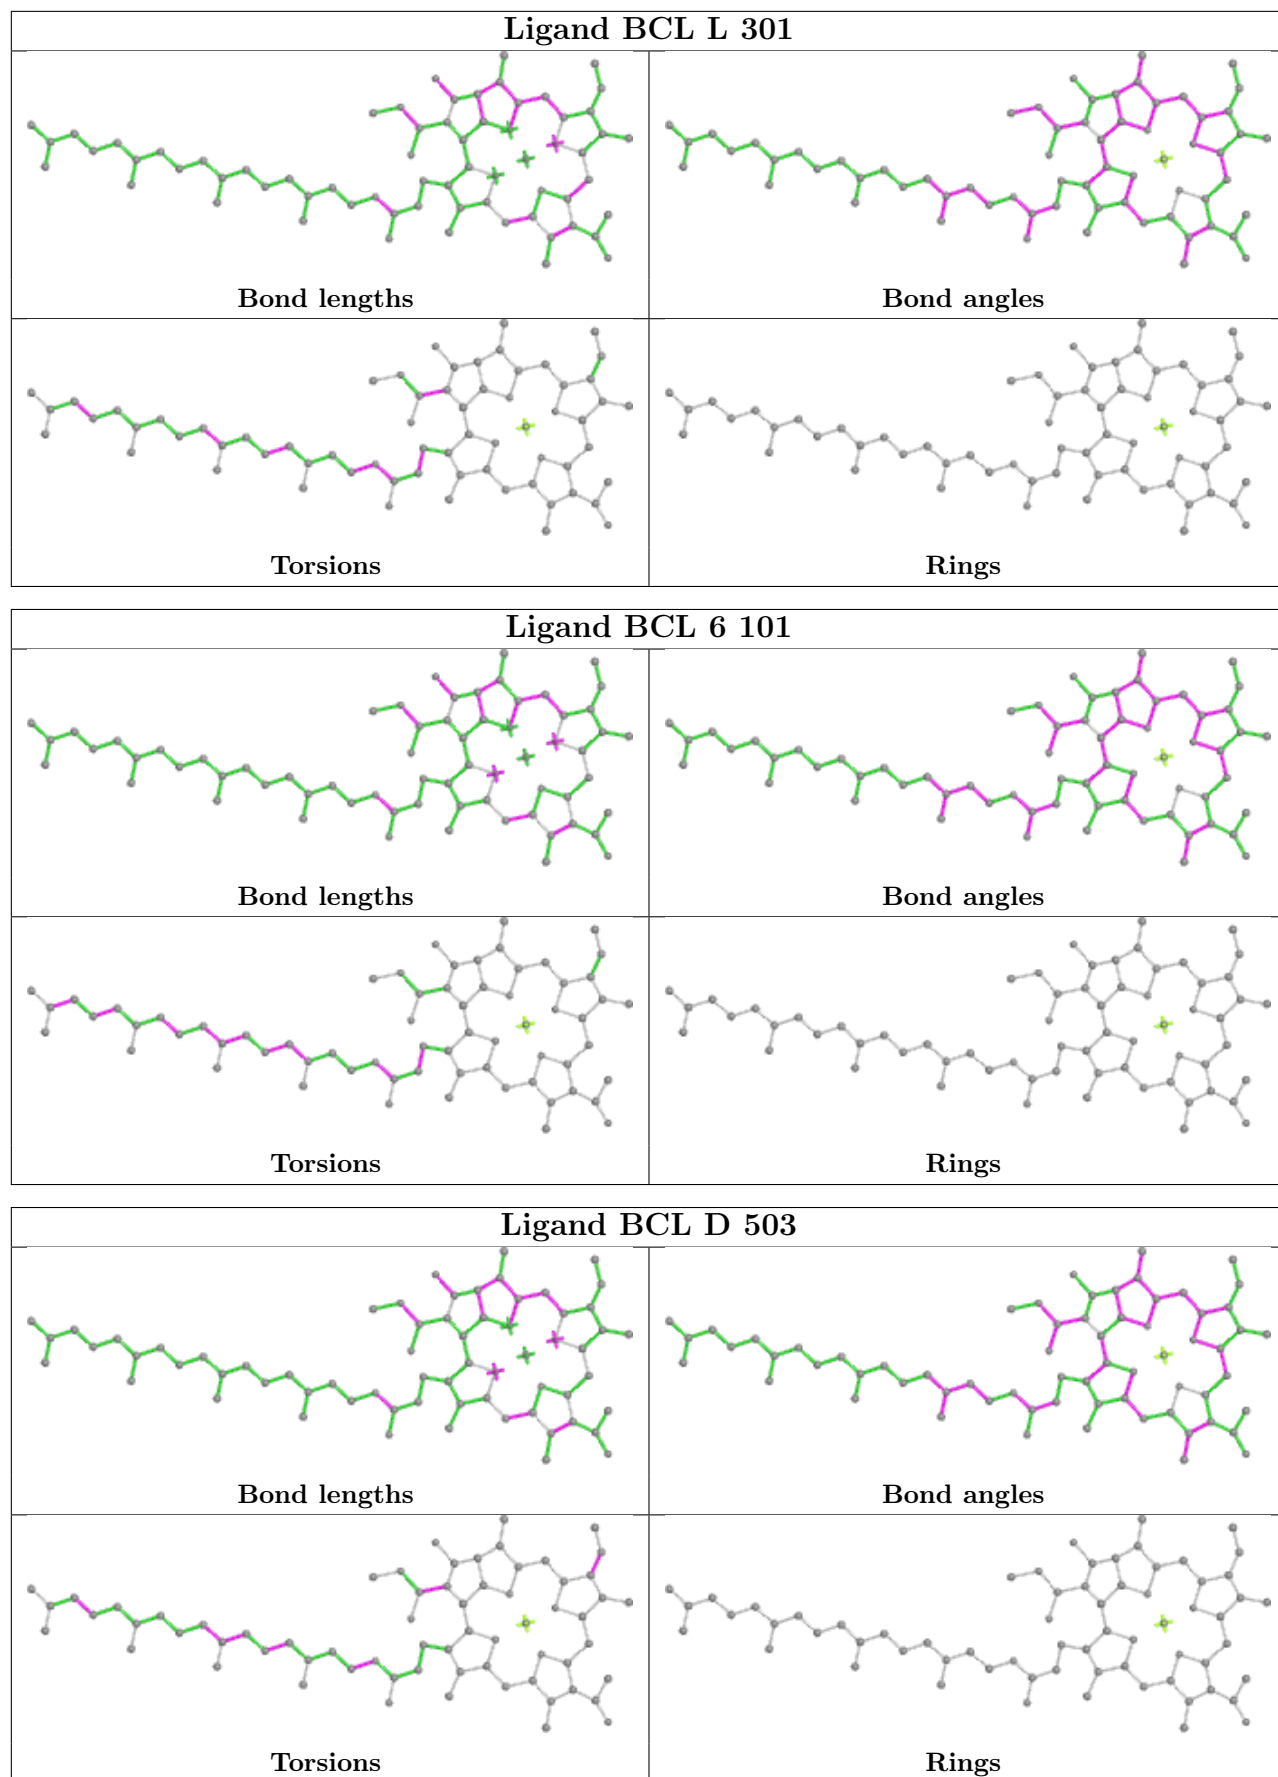 Ligand BCL L 301
Bond lengths
Bond angles
Torsions
Rings
Ligand BCL 6 101
Bond lengths
Bond angles
Torsions
Rings
Ligand BCL D 503
Bond lengths
Bond angles
Torsions
Rings